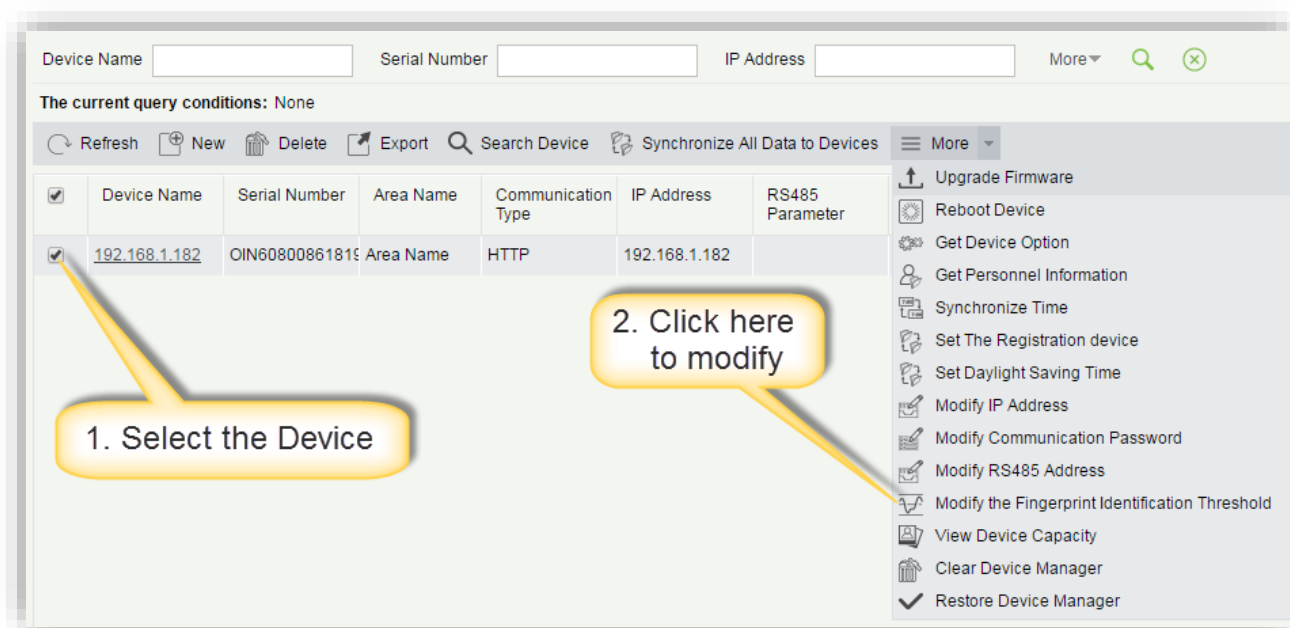 Device Name Serial Number IP Address More
The current query conditions: None
Refresh New Delete Export Search Device Synchronize All Data to Devices More
Device Name Serial Number Area Name Communication Type IP Address RS485 Parameter
192.168.1.182 OIN60800861819 Area Name HTTP 192.168.1.182
1. Select the Device
2. Click here
to modify
Upgrade Firmware
Reboot Device
Get Device Option
Get Personnel Information
Synchronize Time
Set The Registration device
Set Daylight Saving Time
Modify IP Address
Modify Communication Password
Modify RS485 Address
Modify the Fingerprint Identification Threshold
View Device Capacity
Clear Device Manager
Restore Device Manager